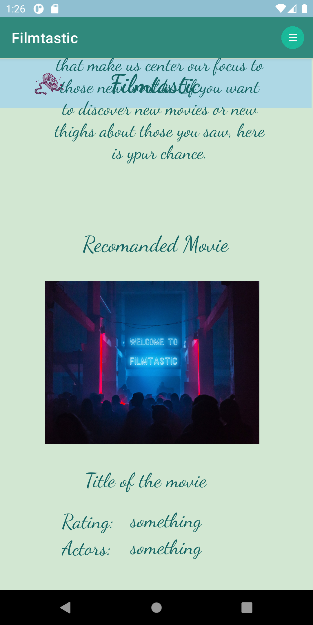 1:26
Filmtastic
that make us center our focus to
Filmtastic
those new if you want
to discover new movies or new
thighs about those you saw, here
is ypur chance.
Recomanded Movie
WELCOME TO
FILMTASTIC
Title of the movie
Rating: something
Actors: something